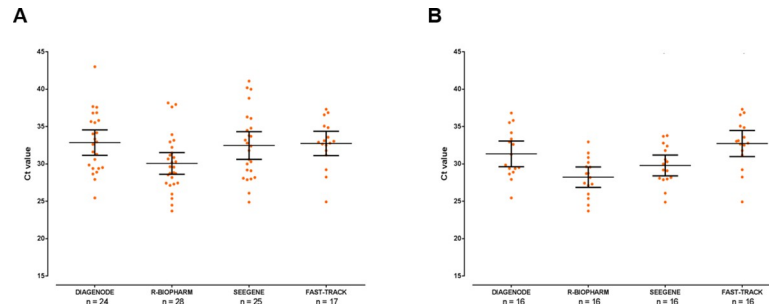 A
B
45
40
35
30
25
20
15
Ct value
DIAGENODE R-BIOPHARM SEEGENE FAST-TRACK
n = 24 n = 28 n = 25 n = 17
45
40
35
30
25
20
15
Ct value
DIAGENODE R-BIOPHARM SEEGENE FAST-TRACK
n = 16 n = 16 n = 16 n = 16